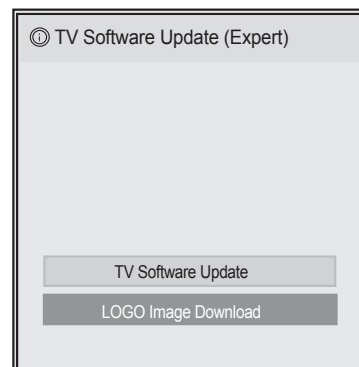 ⓘ TV Software Update (Expert)
TV Software Update
LOGO Image Download